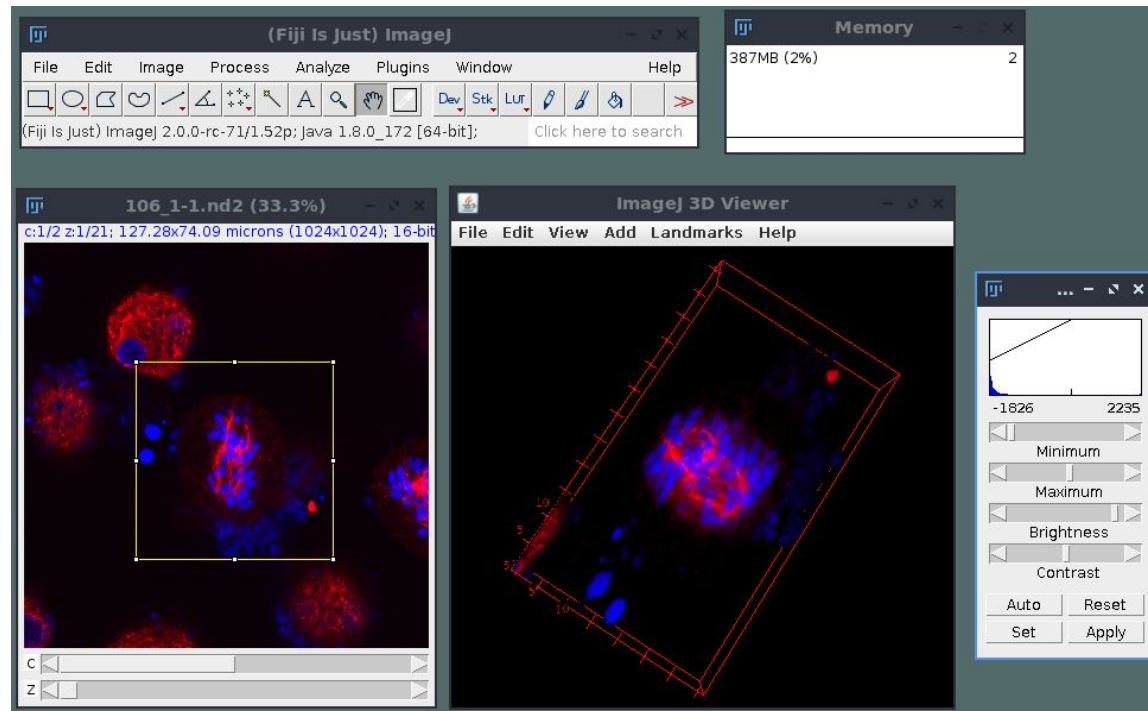 (Fiji Is Just) ImageJ
File Edit Image Process Analyze Plugins Window Help
A Dev Stk LUT
(Fiji Is Just) ImageJ 2.0.0-rc-71/1.52p; Java 1.8.0_172 [64-bit];
Click here to search
Memory
387MB (2%) 2
106_1-1.nd2 (33.3%)
c:1/2 z:1/21; 127.28x74.09 microns (1024x1024); 16-bit
C
Z
ImageJ 3D Viewer
File Edit View Add Landmarks Help
10
5
5
5
10
...
-1826 2235
Minimum
Maximum
Brightness
Contrast
Auto Reset
Set Apply